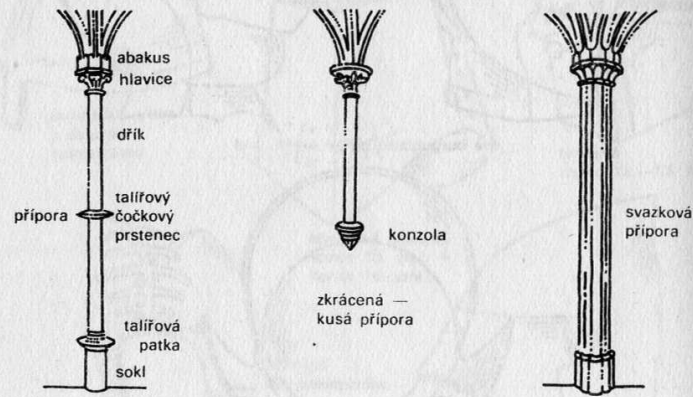 abakus
hlavice
dřík
přípora
talířový
čočkový
prstenec
talířová
patka
sokl
konzola
zkrácená —
kusá přípora
svazková
přípora